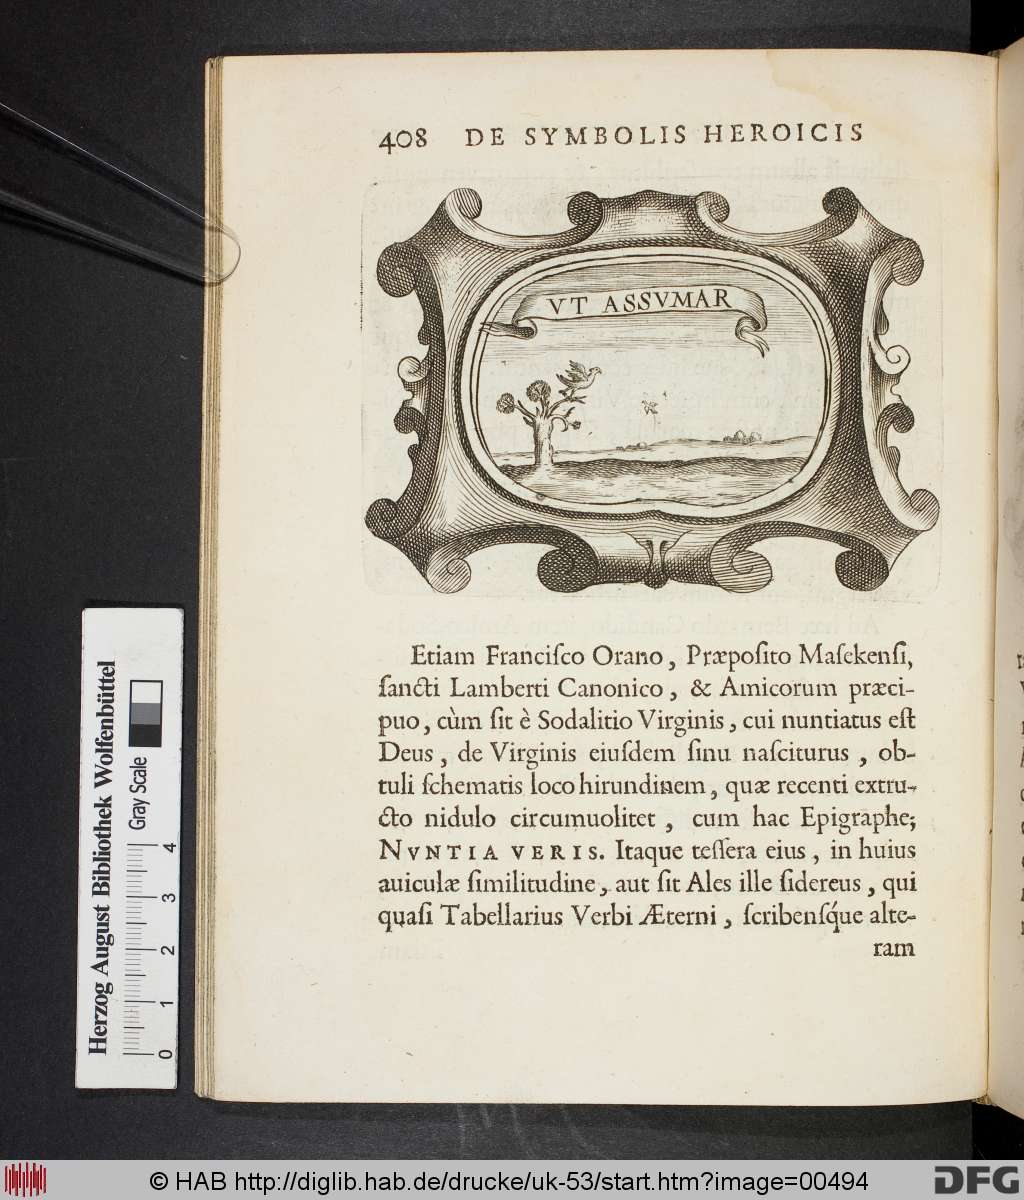 408 DE SYMBOLIS HEROICIS
VT ASSVMAR
Etiam Franciſco Orano, Præpoſito Maſekenſi,
ſancti Lamberti Canonico, & Amicorum præci-
puo, cùm ſit è Sodalitio Virginis, cui nuntiatus eſt
Deus, de Virginis eiuſdem ſinu naſciturus, ob-
tuli ſchematis loco hirundinem, quæ recenti extru-
cto nidulo circumuolitet, cum hac Epigraphe;
NVNTIA VERIS. Itaque teſſera eius, in huius
auiculæ ſimilitudine, aut ſit Ales ille ſidereus, qui
quaſi Tabellarius Verbi Æterni, ſcribenſq́ue alte-
ram
Herzog August Bibliothek Wolfenbüttel
Gray Scale
0 1 2 3 4
© HAB http://diglib.hab.de/drucke/uk-53/start.htm?image=00494
DFG